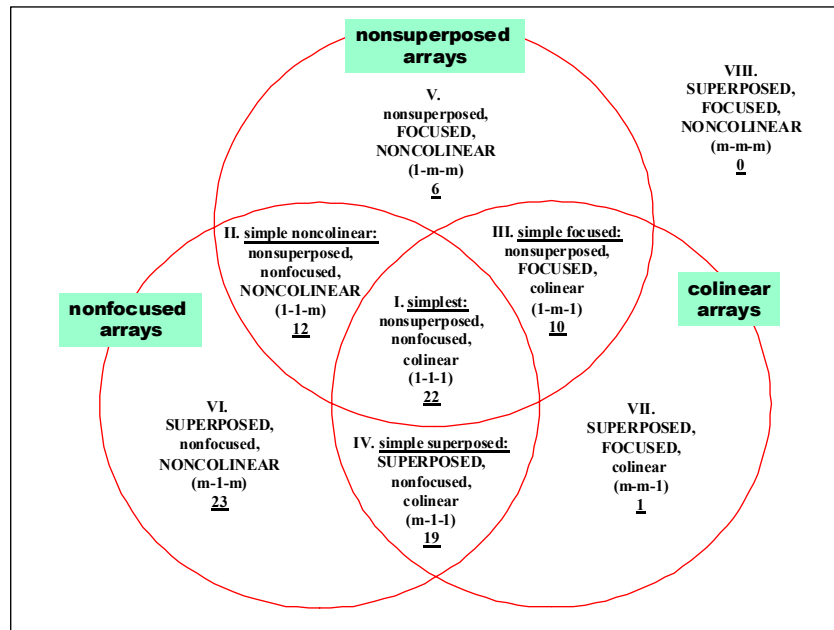 nonsuperposed
arrays
V.
nonsuperposed,
FOCUSED,
NONCOLINEAR
(1-m-m)
6
VIII.
SUPERPOSED,
FOCUSED,
NONCOLINEAR
(m-m-m)
0
II. simple noncolinear:
nonsuperposed,
nonfocused,
NONCOLINEAR
(1-1-m)
12
III. simple focused:
nonsuperposed,
FOCUSED,
colinear
(1-m-1)
10
nonfocused
arrays
colinear
arrays
I. simplest:
nonsuperposed,
nonfocused,
colinear
(1-1-1)
22
VI.
SUPERPOSED,
nonfocused,
NONCOLINEAR
(m-1-m)
23
IV. simple superposed:
SUPERPOSED,
nonfocused,
colinear
(m-1-1)
19
VII.
SUPERPOSED,
FOCUSED,
colinear
(m-m-1)
1